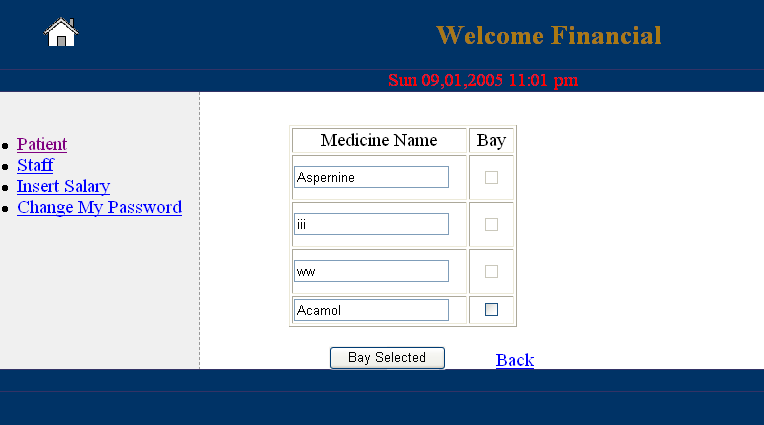 Welcome Financial
Sun 09,01,2005 11:01 pm
Patient
Staff
Insert Salary
Change My Password
Medicine Name Bay
Aspernine
iii
ww
Acamol
Bay Selected Back